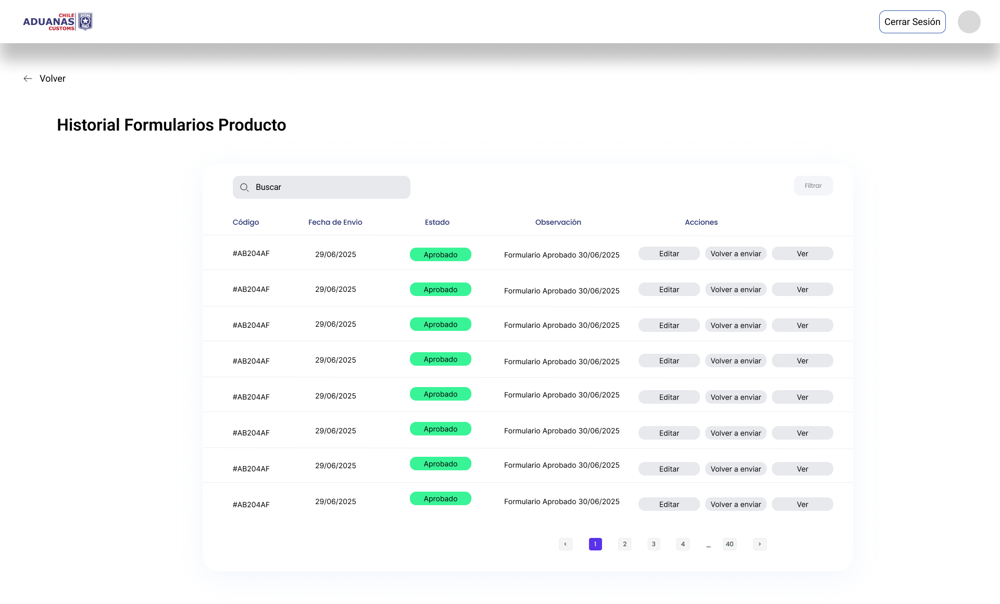 CHILE
ADUANAS
CUSTOMS
Cerrar Sesión
Volver
Historial Formularios Producto
Buscar
Filtrar
Código Fecha de Envio Estado Observación Acciones
#AB204AF 29/06/2025 Aprobado Formulario Aprobado 30/06/2025 Editar Volver a enviar Ver
#AB204AF 29/06/2025 Aprobado Formulario Aprobado 30/06/2025 Editar Volver a enviar Ver
#AB204AF 29/06/2025 Aprobado Formulario Aprobado 30/06/2025 Editar Volver a enviar Ver
#AB204AF 29/06/2025 Aprobado Formulario Aprobado 30/06/2025 Editar Volver a enviar Ver
#AB204AF 29/06/2025 Aprobado Formulario Aprobado 30/06/2025 Editar Volver a enviar Ver
#AB204AF 29/06/2025 Aprobado Formulario Aprobado 30/06/2025 Editar Volver a enviar Ver
#AB204AF 29/06/2025 Aprobado Formulario Aprobado 30/06/2025 Editar Volver a enviar Ver
#AB204AF 29/06/2025 Aprobado Formulario Aprobado 30/06/2025 Editar Volver a enviar Ver
< 1 2 3 4 ... 40 >